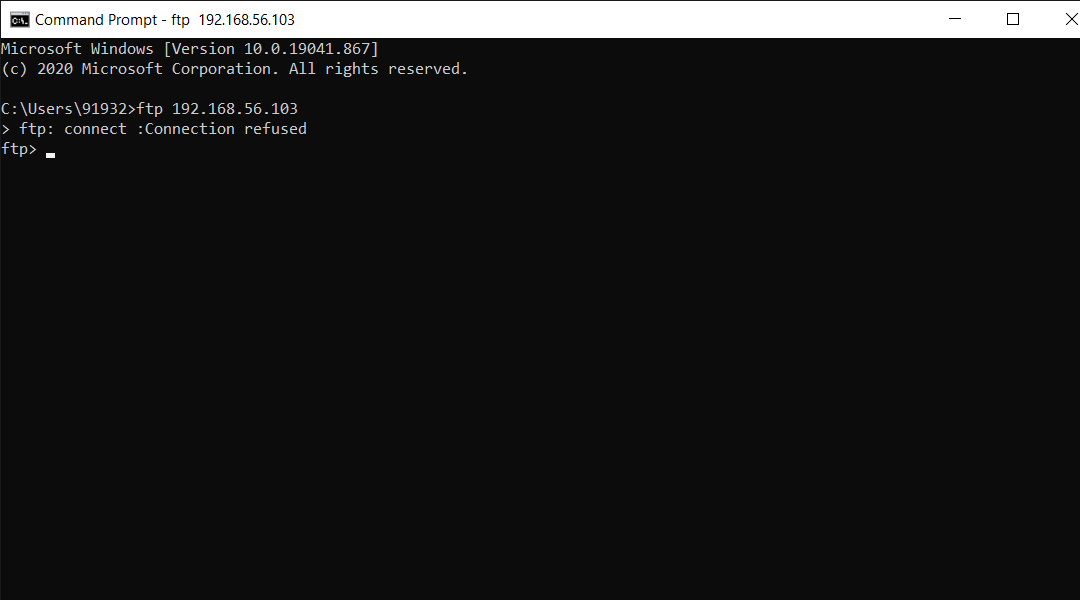 Command Prompt - ftp  192.168.56.103
Microsoft Windows [Version 10.0.19041.867]
(c) 2020 Microsoft Corporation. All rights reserved.
C:\Users\91932>ftp 192.168.56.103
> ftp: connect :Connection refused
ftp>